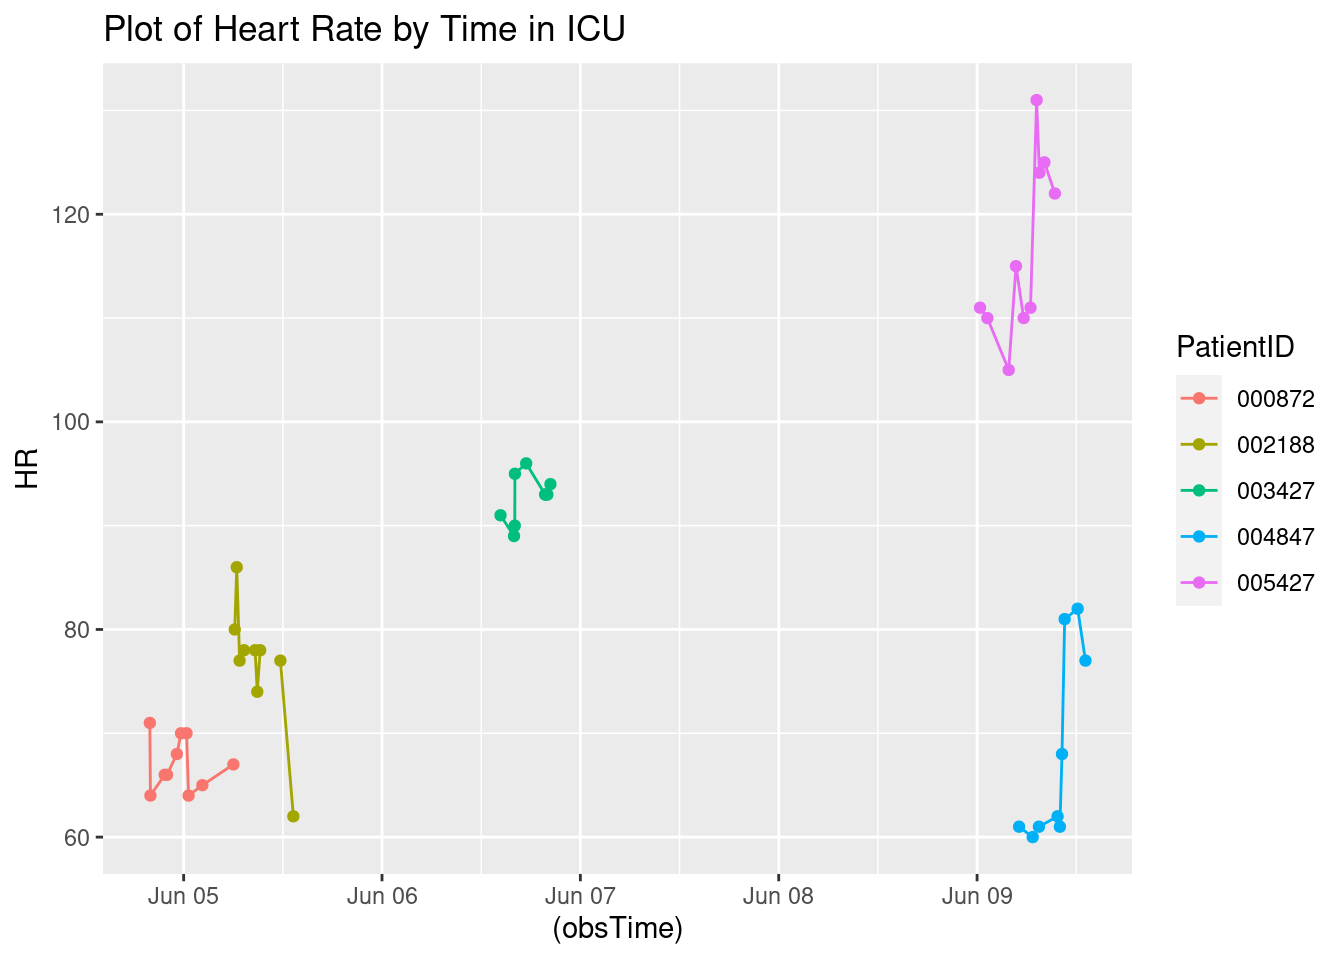 Plot of Heart Rate by Time in ICU
120
100
80
60
HR
Jun 05 Jun 06 Jun 07 Jun 08 Jun 09
(obsTime)
PatientID
000872
002188
003427
004847
005427